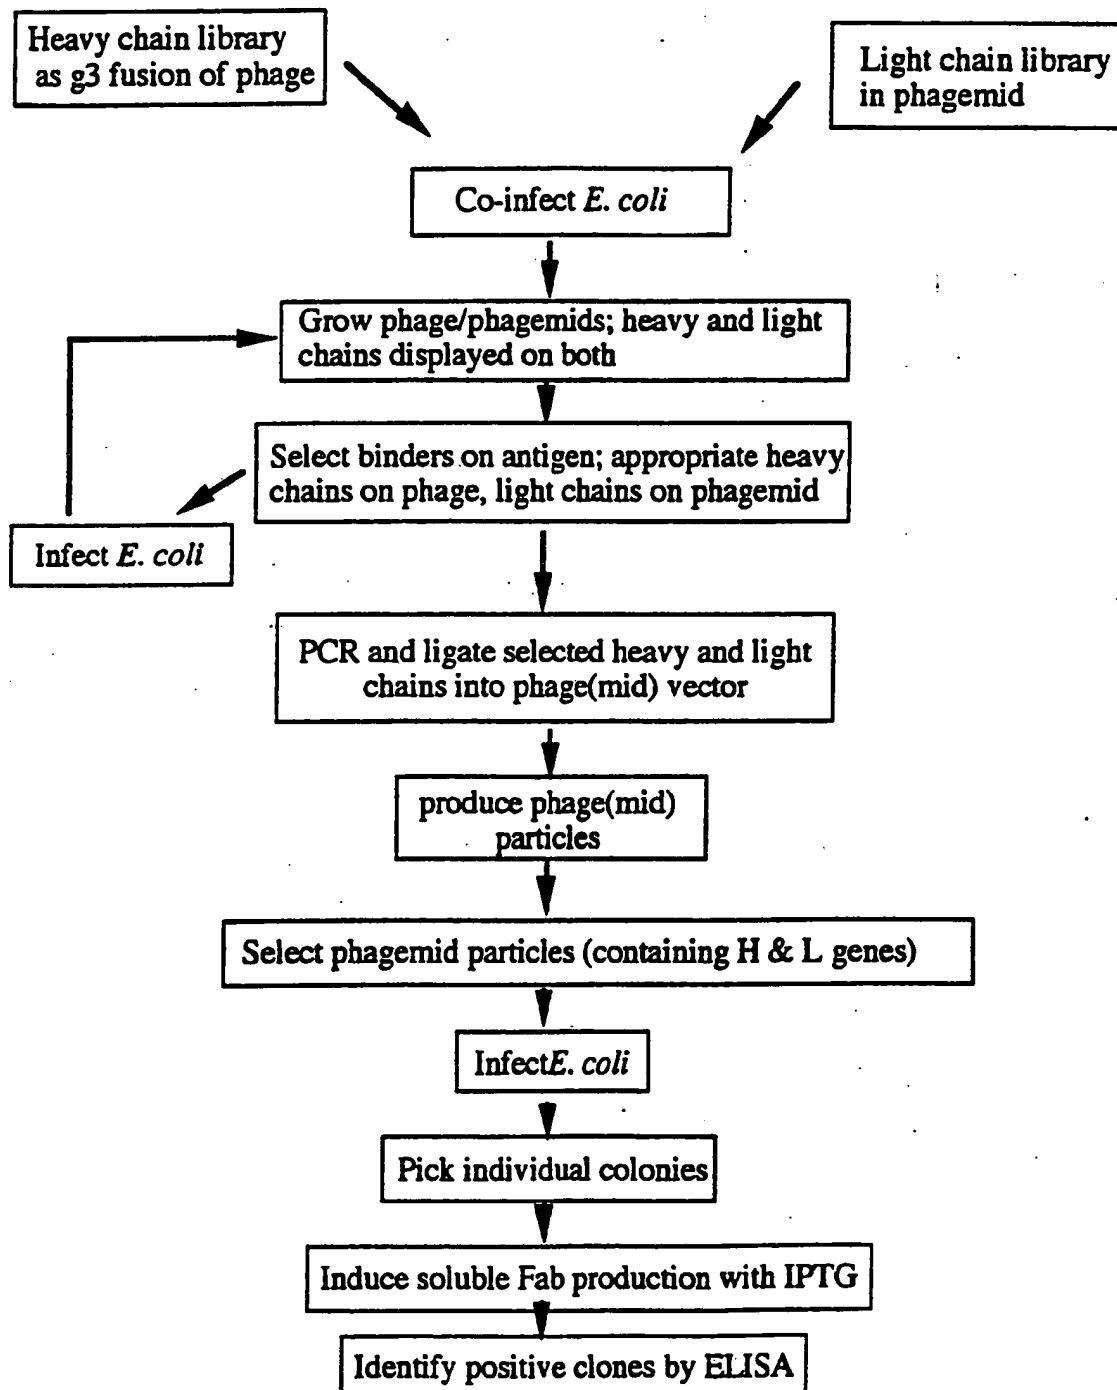 Heavy chain library
as g3 fusion of phage
Light chain library
in phagemid
Co-infect E. coli
Grow phage/phagemids; heavy and light
chains displayed on both
Select binders on antigen; appropriate heavy
chains on phage, light chains on phagemid
Infect E. coli
PCR and ligate selected heavy and light
chains into phage(mid) vector
produce phage(mid)
particles
Select phagemid particles (containing H & L genes)
InfectE. coli
Pick individual colonies
Induce soluble Fab production with IPTG
Identify positive clones by ELISA